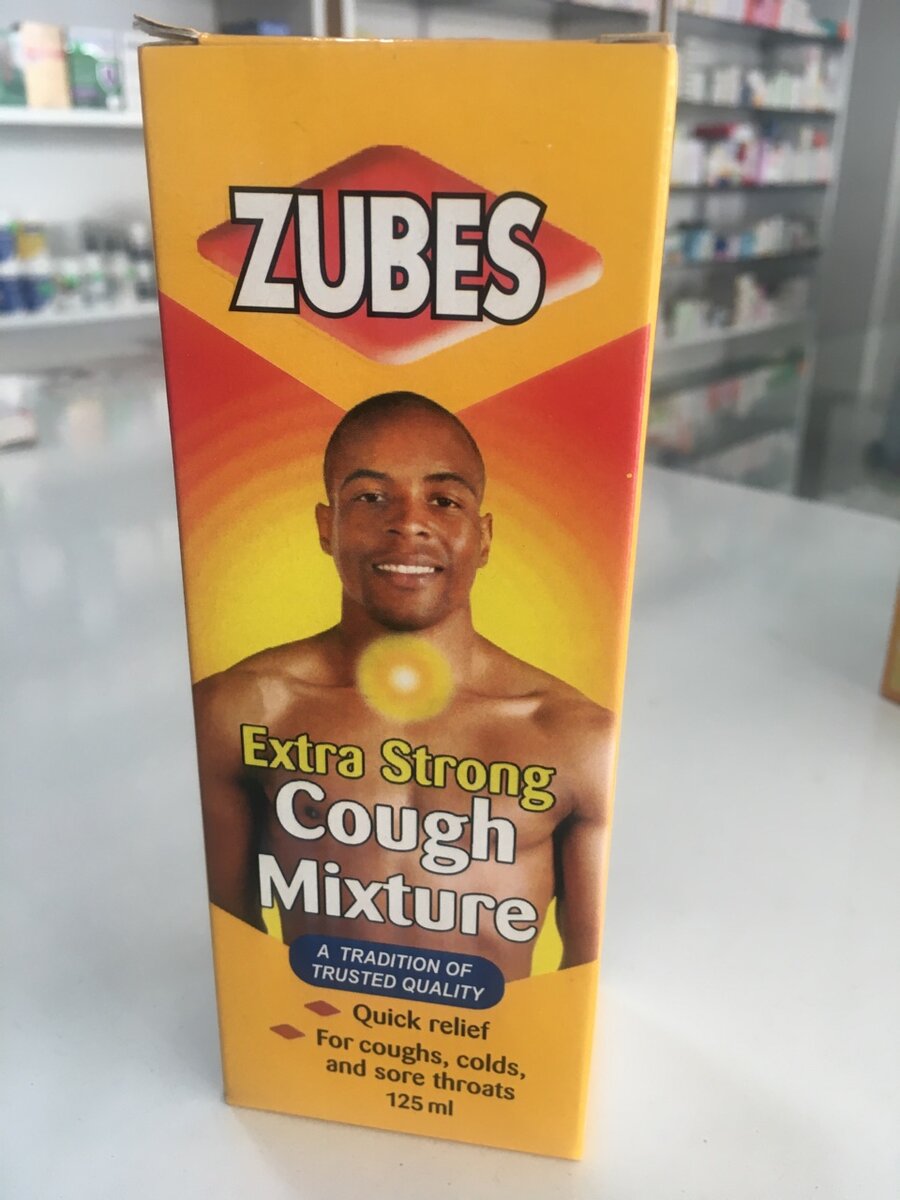 ZUBES
Extra Strong
Cough
Mixture
A TRADITION OF
TRUSTED QUALITY
Quick relief
For coughs, colds,
and sore throats
125 ml